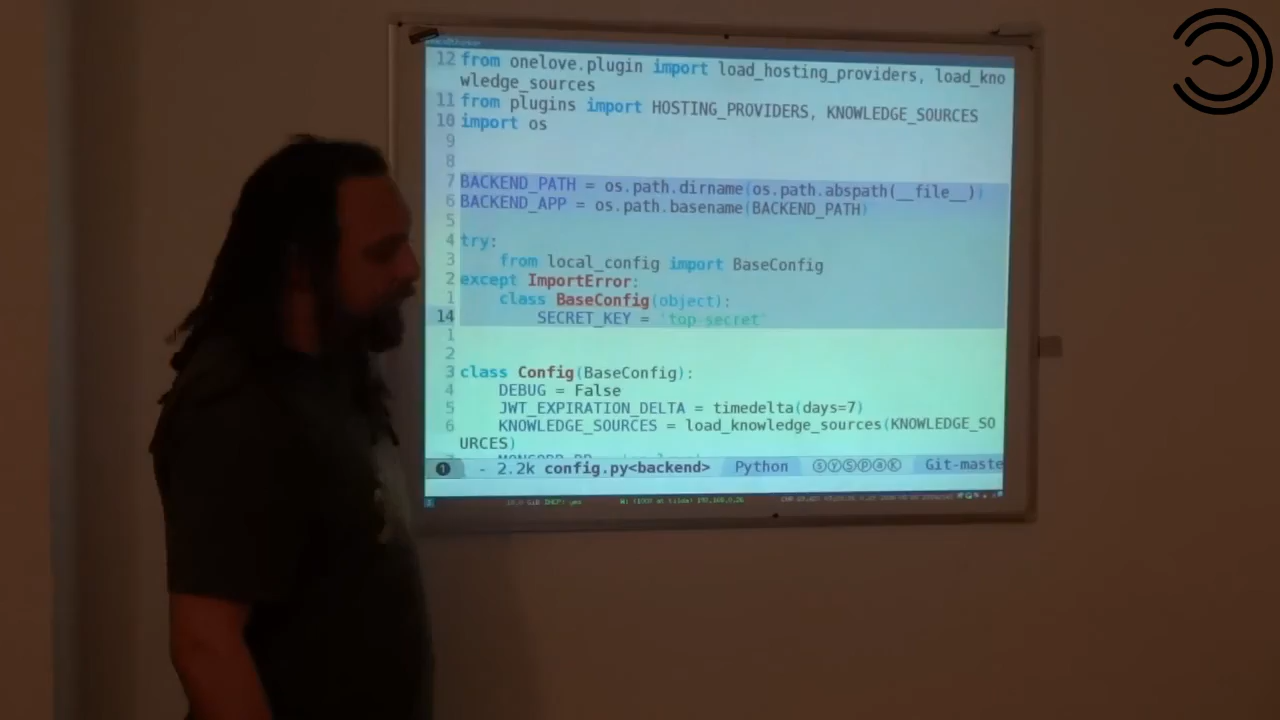 12 from onelove.plugin import load_hosting_providers, load_kno
wledge_sources
11 from plugins import HOSTING_PROVIDERS, KNOWLEDGE_SOURCES
10 import os
9
8
7 BACKEND_PATH = os.path.dirname(os.path.abspath(__file__))
6 BACKEND_APP = os.path.basename(BACKEND_PATH)
5
4 try:
3 from local_config import BaseConfig
2 except ImportError:
1 class BaseConfig(object):
14 SECRET_KEY = 'top-secret'
1
2
3 class Config(BaseConfig):
4 DEBUG = False
5 JWT_EXPIRATION_DELTA = timedelta(days=7)
6 KNOWLEDGE_SOURCES = load_knowledge_sources(KNOWLEDGE_SO
URCES)
1 - 2.2k config.py<backend> Python ⓢⓨⓢⓟⓐⓚ Git-maste